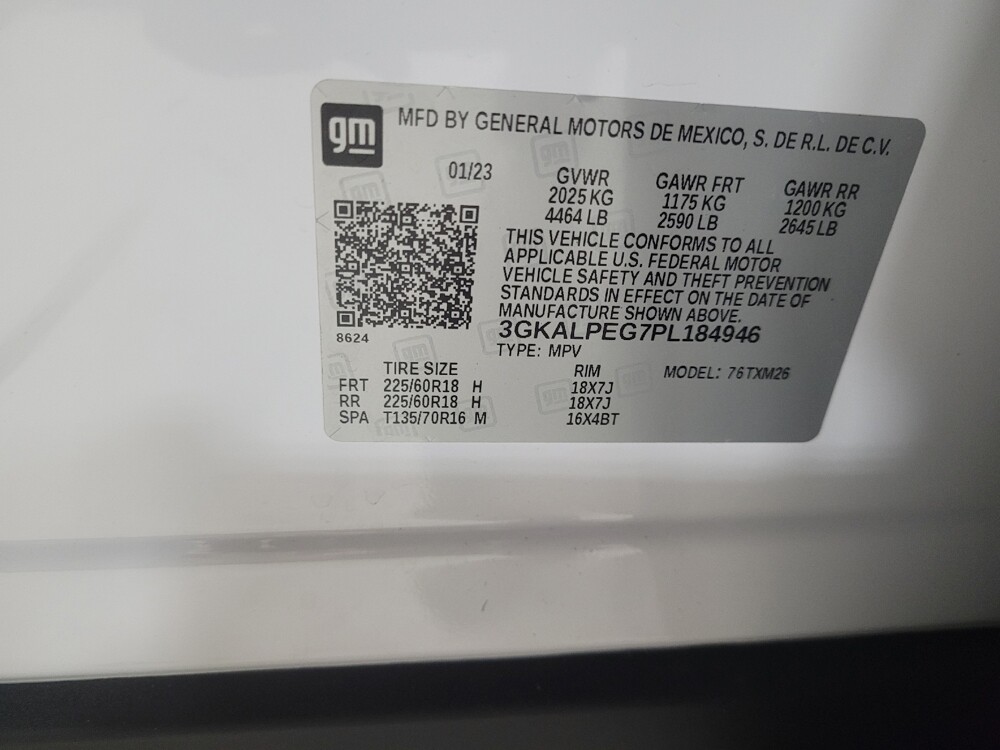 gm MFD BY GENERAL MOTORS DE MEXICO, S. DE R.L. DE C.V.
01/23 GVWR GAWR FRT GAWR RR
2025 KG 1175 KG 1200 KG
4464 LB 2590 LB 2645 LB
THIS VEHICLE CONFORMS TO ALL
APPLICABLE U.S. FEDERAL MOTOR
VEHICLE SAFETY AND THEFT PREVENTION
STANDARDS IN EFFECT ON THE DATE OF
MANUFACTURE SHOWN ABOVE.
8624 3GKALPEG7PL184946
TYPE: MPV
TIRE SIZE RIM MODEL: 76TXM26
FRT 225/60R18 H 18X7J
RR 225/60R18 H 18X7J
SPA T135/70R16 M 16X4BT